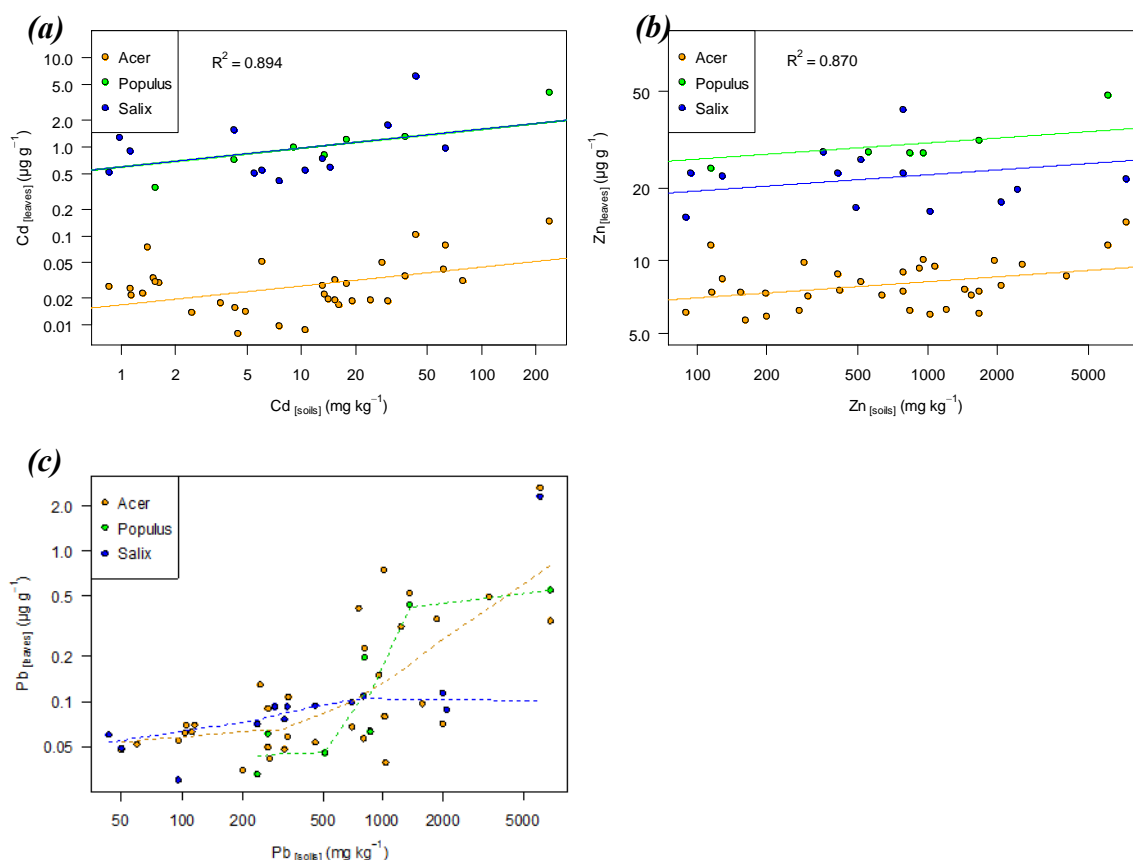 (a)
Acer
Populus
Salix
R² = 0.894
10.0
5.0
2.0
1.0
0.5
0.2
0.1
0.05
0.02
0.01
Cd [leaves] (µg g⁻¹)
1 2 5 10 20 50 100 200
Cd [soils] (mg kg⁻¹)
(b)
Acer
Populus
Salix
R² = 0.870
50
20
10
5.0
Zn [leaves] (µg g⁻¹)
100 200 500 1000 2000 5000
Zn [soils] (mg kg⁻¹)
(c)
Acer
Populus
Salix
2.0
1.0
0.5
0.2
0.1
0.05
Pb [leaves] (µg g⁻¹)
50 100 200 500 1000 2000 5000
Pb [soils] (mg kg⁻¹)